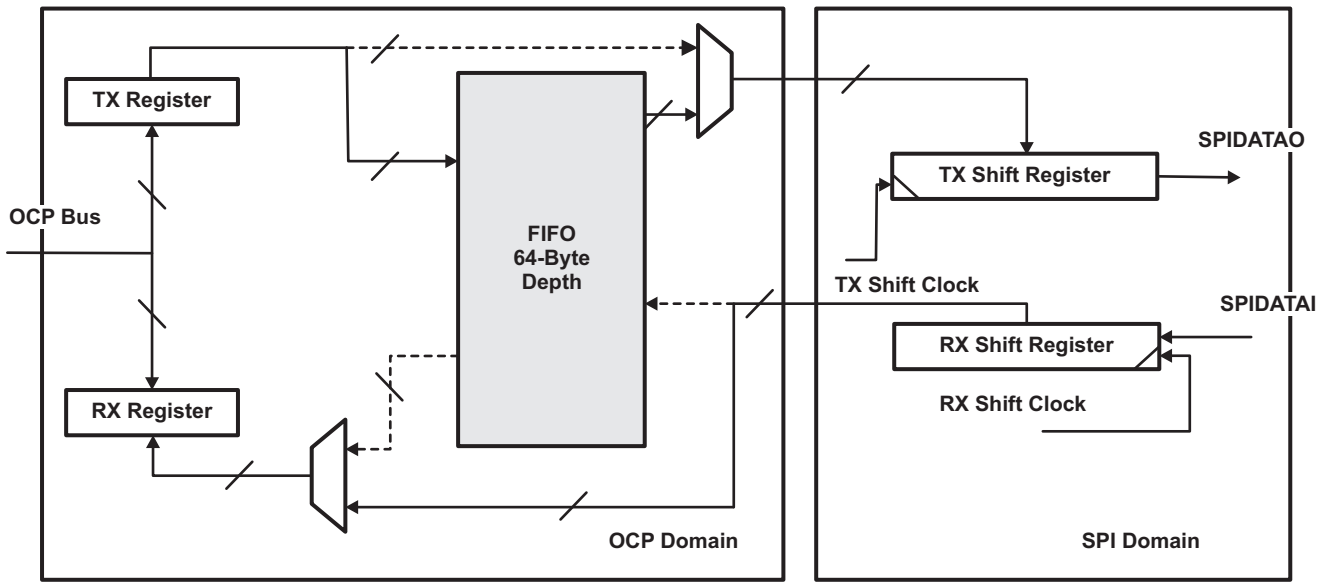 TX Register
SPIDATAO
TX Shift Register
OCP Bus
FIFO
64-Byte
Depth
TX Shift Clock
SPIDATAI
RX Shift Register
RX Register
RX Shift Clock
OCP Domain
SPI Domain